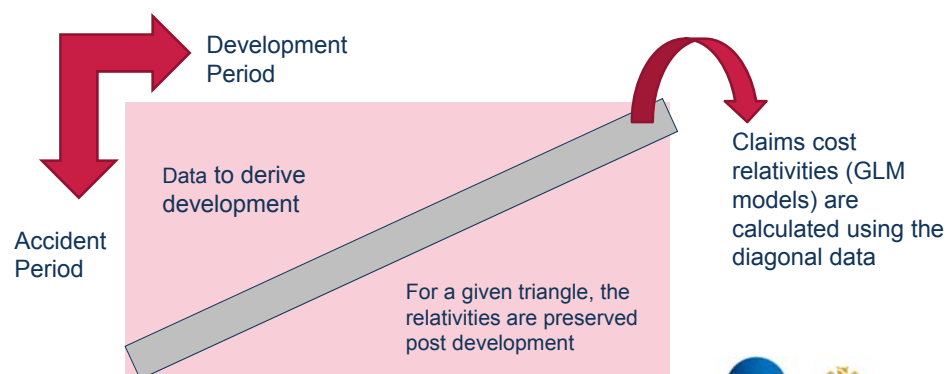 Development
Period
Data to derive
development
Accident
Period
Claims cost
relativities (GLM
models) are
calculated using the
diagonal data
For a given triangle, the
relativities are preserved
post development